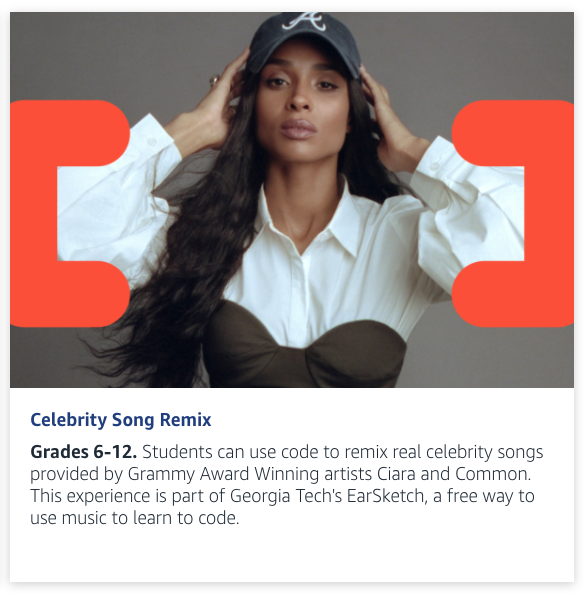 A
Celebrity Song Remix
Grades 6-12. Students can use code to remix real celebrity songs
provided by Grammy Award Winning artists Ciara and Common.
This experience is part of Georgia Tech's EarSketch, a free way to
use music to learn to code.